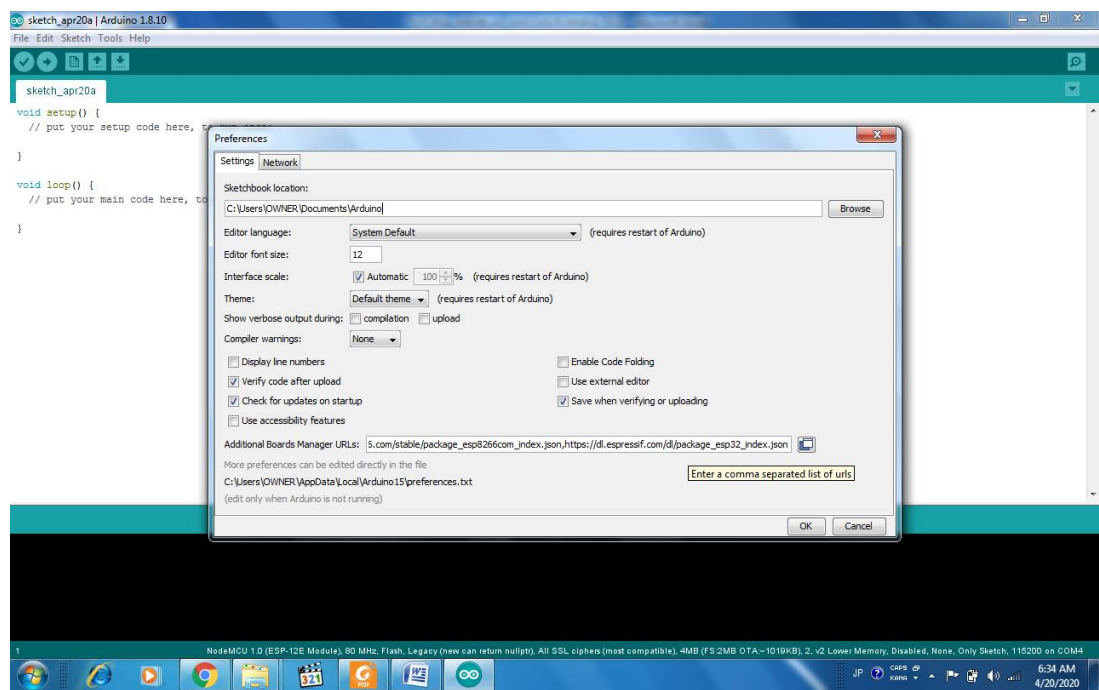 sketch_apr20a | Arduino 1.8.10
File Edit Sketch Tools Help
sketch_apr20a
void setup() {
// put your setup code here, t
}
void loop() {
// put your main code here, to
}
Preferences
Settings Network
Sketchbook location:
C:\Users\OWNER\Documents\Arduino Browse
Editor language: System Default (requires restart of Arduino)
Editor font size: 12
Interface scale: Automatic 100 % (requires restart of Arduino)
Theme: Default theme (requires restart of Arduino)
Show verbose output during: compilation upload
Compiler warnings: None
Display line numbers Enable Code Folding
Verify code after upload Use external editor
Check for updates on startup Save when verifying or uploading
Use accessibility features
Additional Boards Manager URLs: 5.com/stable/package_esp8266com_index.json,https://dl.espressif.com/dl/package_esp32_index.json
More preferences can be edited directly in the file
Enter a comma separated list of urls
C:\Users\OWNER\AppData\Local\Arduino15\preferences.txt
(edit only when Arduino is not running)
OK Cancel
1 NodeMCU 1.0 (ESP-12E Module), 80 MHz, Flash, Legacy (new can return nullptr), All SSL ciphers (most compatible), 4MB (FS:2MB OTA:~1019KB), 2, v2 Lower Memory, Disabled, None, Only Sketch, 115200 on COM4
321
PDF
JP CAPS KANA 6:34 AM
4/20/2020